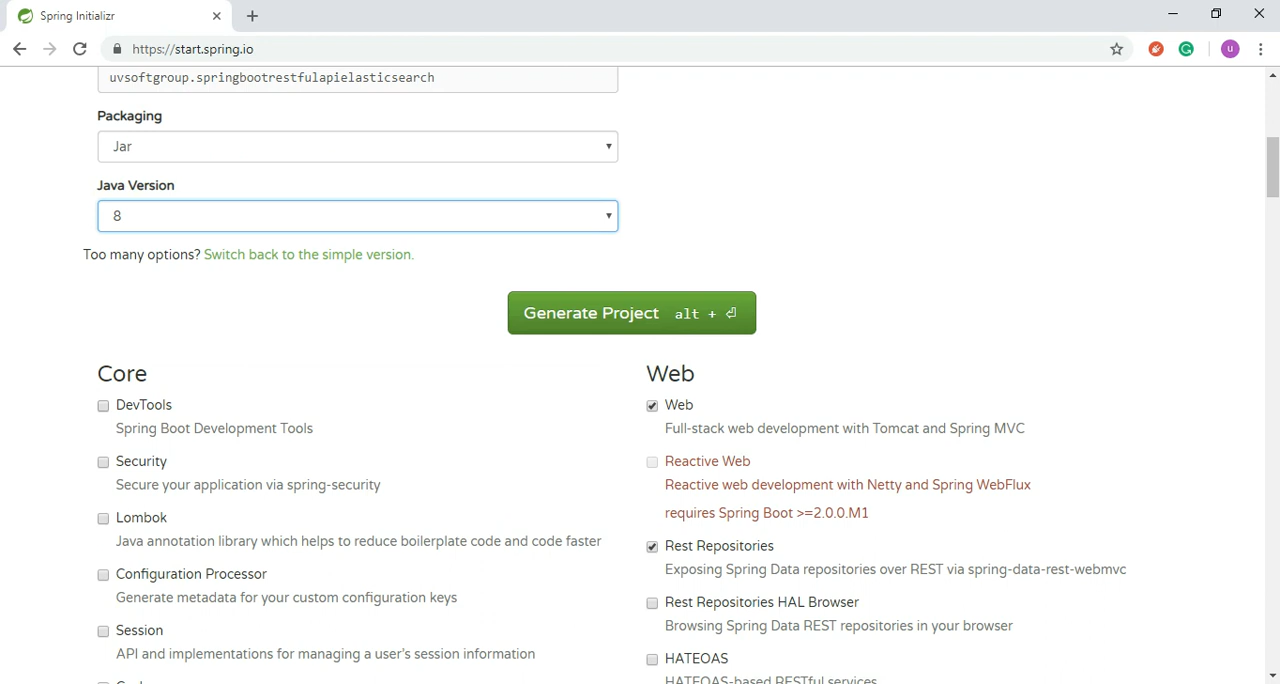 Spring Initializr
https://start.spring.io
u
uvsoftgroup.springbootrestfulapielasticsearch
Packaging
Jar
Java Version
8
Too many options? Switch back to the simple version.
Generate Project alt + ⏎
Core
DevTools
Spring Boot Development Tools
Security
Secure your application via spring-security
Lombok
Java annotation library which helps to reduce boilerplate code and code faster
Configuration Processor
Generate metadata for your custom configuration keys
Session
API and implementations for managing a user's session information
Web
Web
Full-stack web development with Tomcat and Spring MVC
Reactive Web
Reactive web development with Netty and Spring WebFlux
requires Spring Boot >=2.0.0.M1
Rest Repositories
Exposing Spring Data repositories over REST via spring-data-rest-webmvc
Rest Repositories HAL Browser
Browsing Spring Data REST repositories in your browser
HATEOAS
HATEOAS-based RESTful services